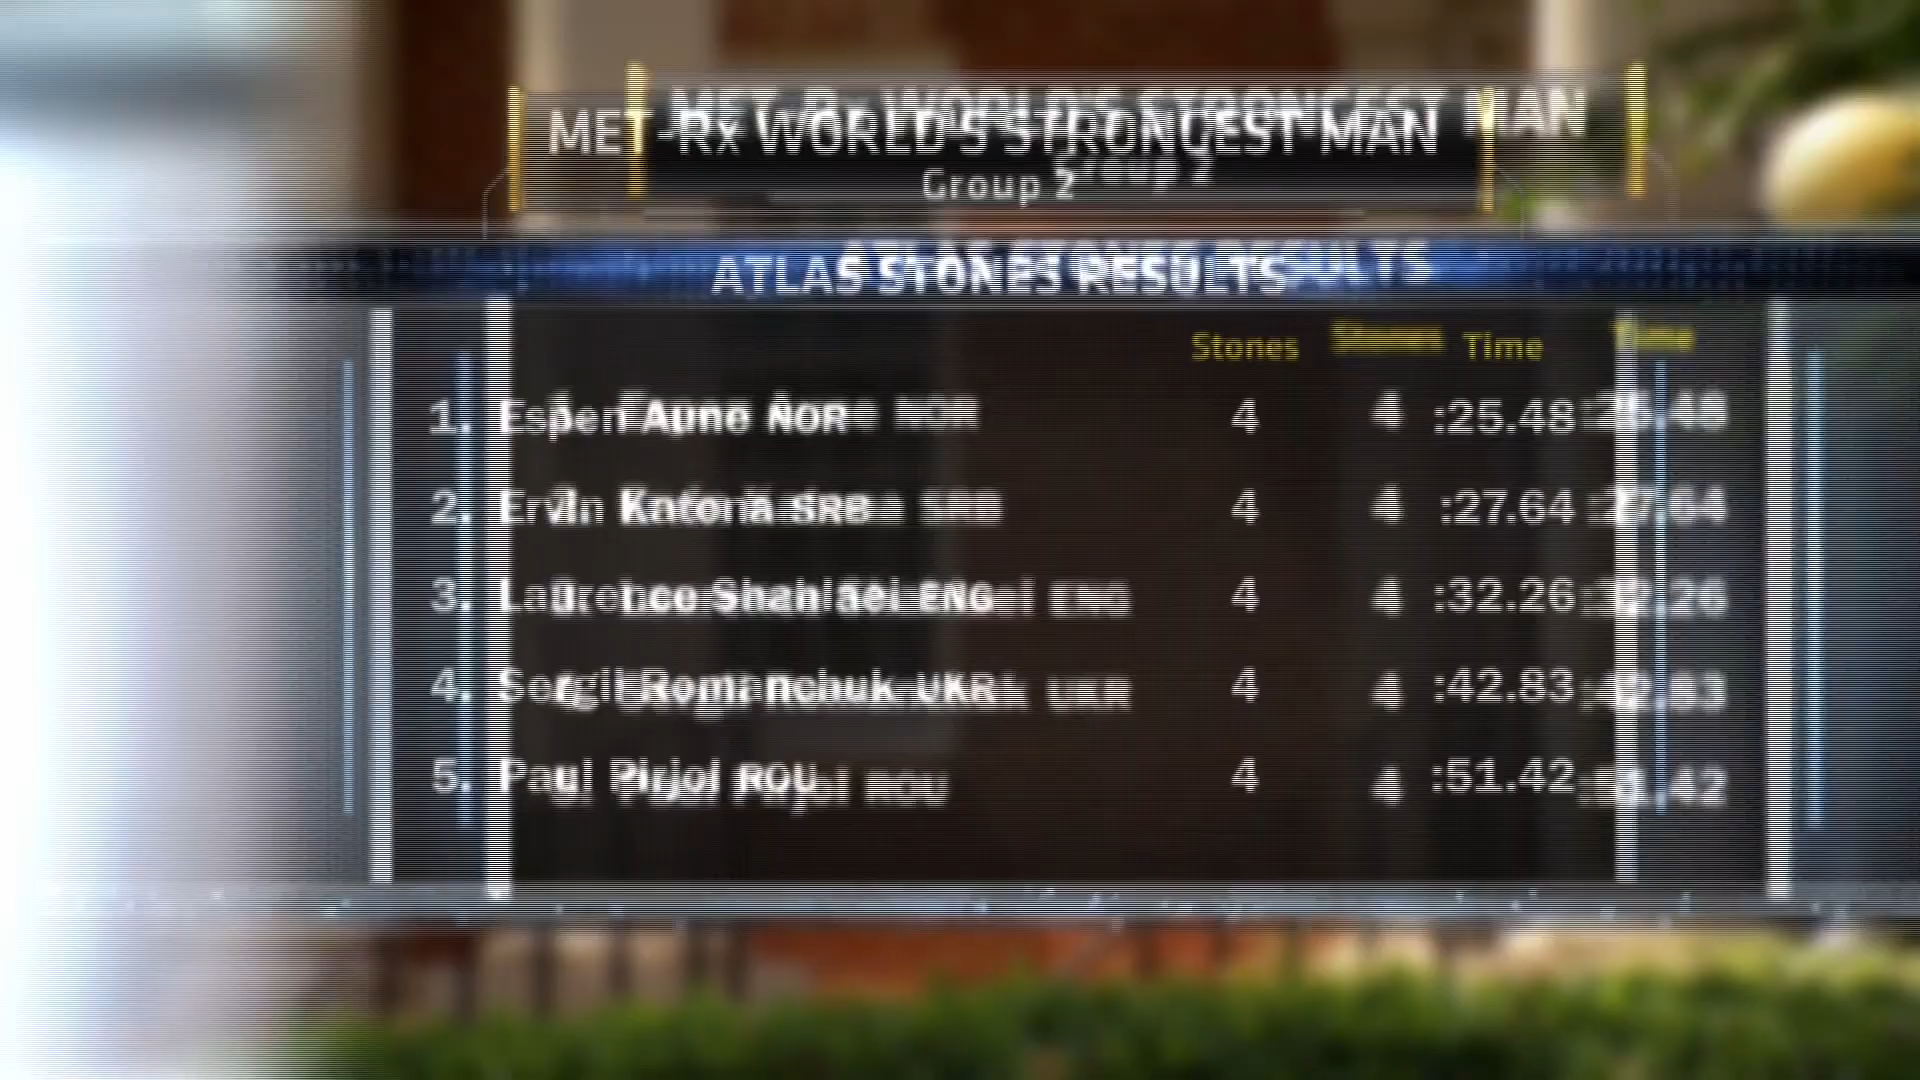 MET-Rx WORLD'S STRONGEST MAN
Group 2
ATLAS STONES RESULTS
Stones Time
1. Espen Aune NOR 4 :25.48
2. Ervin Katona SRB 4 :27.64
3. Laurence Shahlaei ENG 4 :32.26
4. Sergii Romanchuk UKR 4 :42.83
5. Paul Pirjol ROU 4 :51.42